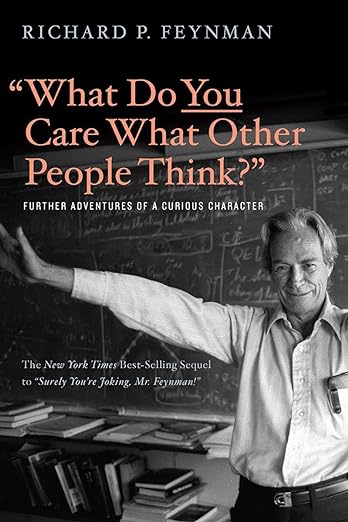 RICHARD P. FEYNMAN
“What Do You
Care What Other
People Think?”
FURTHER ADVENTURES OF A CURIOUS CHARACTER
The New York Times Best-Selling Sequel
to “Surely You’re Joking, Mr. Feynman!”